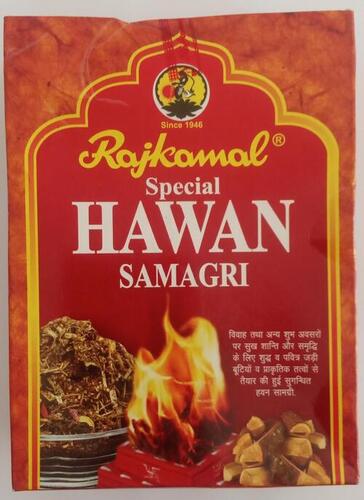 Since 1946
Rajkamal®
Special
HAWAN
SAMAGRI
विवाह तथा अन्य शुभ अवसरों
पर सुख शान्ति और समृद्धि
के लिए शुद्ध व पवित्र जड़ी
बूटियों व प्राकृतिक तत्वों से
तैयार की हुई सुगन्धित
हवन सामग्री.